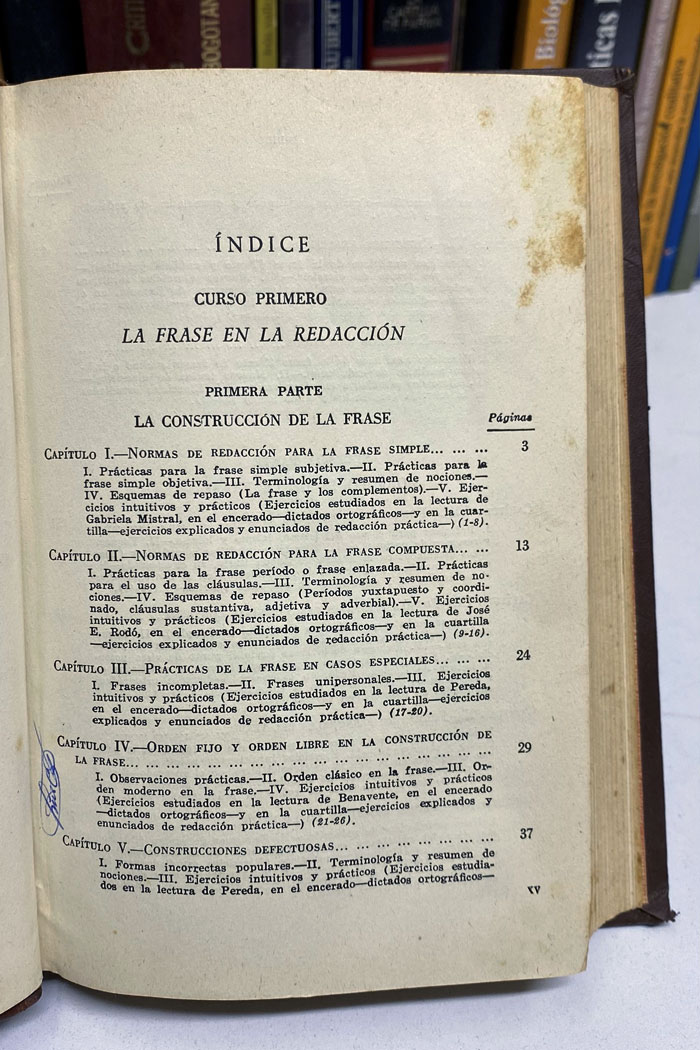 BOGOTAN
Biológ
ticas
ÍNDICE
CURSO PRIMERO
LA FRASE EN LA REDACCIÓN
PRIMERA PARTE
LA CONSTRUCCIÓN DE LA FRASE
Páginas
CAPÍTULO I.—NORMAS DE REDACCIÓN PARA LA FRASE SIMPLE... ... ... 3
I. Prácticas para la frase simple subjetiva.—II. Prácticas para la
frase simple objetiva.—III. Terminología y resumen de nociones.—
IV. Esquemas de repaso (La frase y los complementos).—V. Ejer-
cicios intuitivos y prácticos (Ejercicios estudiados en la lectura de
Gabriela Mistral, en el encerado—dictados ortográficos—y en la cuar-
tilla—ejercicios explicados y enunciados de redacción práctica—) (1-8).
CAPÍTULO II.—NORMAS DE REDACCIÓN PARA LA FRASE COMPUESTA... ... 13
I. Prácticas para la frase período o frase enlazada.—II. Prácticas
para el uso de las cláusulas.—III. Terminología y resumen de no-
ciones.—IV. Esquemas de repaso (Períodos yuxtapuesto y coordi-
nado, cláusulas sustantiva, adjetiva y adverbial).—V. Ejercicios
intuitivos y prácticos (Ejercicios estudiados en la lectura de José
E. Rodó, en el encerado—dictados ortográficos—y en la cuartilla
—ejercicios explicados y enunciados de redacción práctica—) (9-16).
CAPÍTULO III.—PRÁCTICAS DE LA FRASE EN CASOS ESPECIALES... ... ... 24
I. Frases incompletas.—II. Frases unipersonales.—III. Ejercicios
intuitivos y prácticos (Ejercicios estudiados en la lectura de Pereda,
en el encerado—dictados ortográficos—y en la cuartilla—ejercicios
explicados y enunciados de redacción práctica—) (17-20).
CAPÍTULO IV.—ORDEN FIJO Y ORDEN LIBRE EN LA CONSTRUCCIÓN DE
LA FRASE... ... ... ... ... ... ... ... ... ... ... ... ... ... ... ... 29
I. Observaciones prácticas.—II. Orden clásico en la frase.—III. Or-
den moderno en la frase.—IV. Ejercicios intuitivos y prácticos
(Ejercicios estudiados en la lectura de Benavente, en el encerado
—dictados ortográficos—y en la cuartilla—ejercicios explicados y
enunciados de redacción práctica—) (21-26).
CAPÍTULO V.—CONSTRUCCIONES DEFECTUOSAS... ... ... ... ... ... ... 37
I. Formas incorrectas populares.—II. Terminología y resumen de
nociones.—III. Ejercicios intuitivos y prácticos (Ejercicios estudia-
dos en la lectura de Pereda, en el encerado—dictados ortográficos—
XV